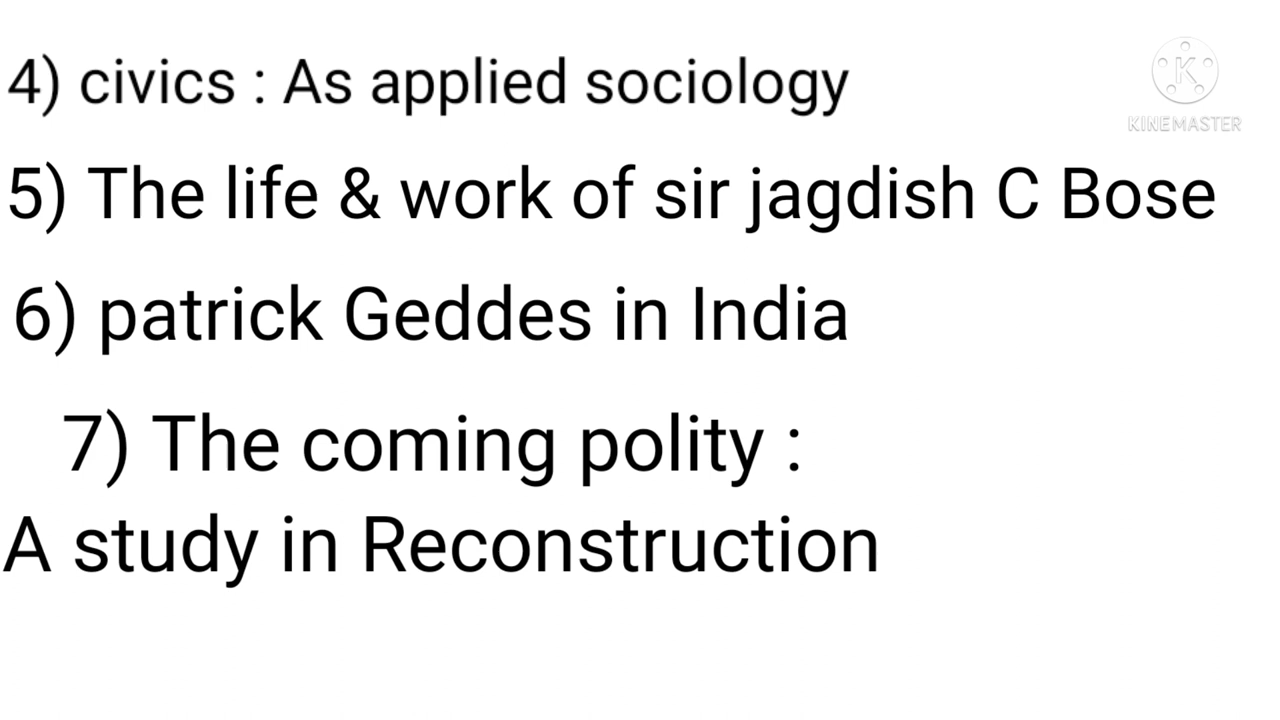 4) civics : As applied sociology
KINEMASTER
5) The life & work of sir jagdish C Bose
6) patrick Geddes in India
7) The coming polity :
A study in Reconstruction